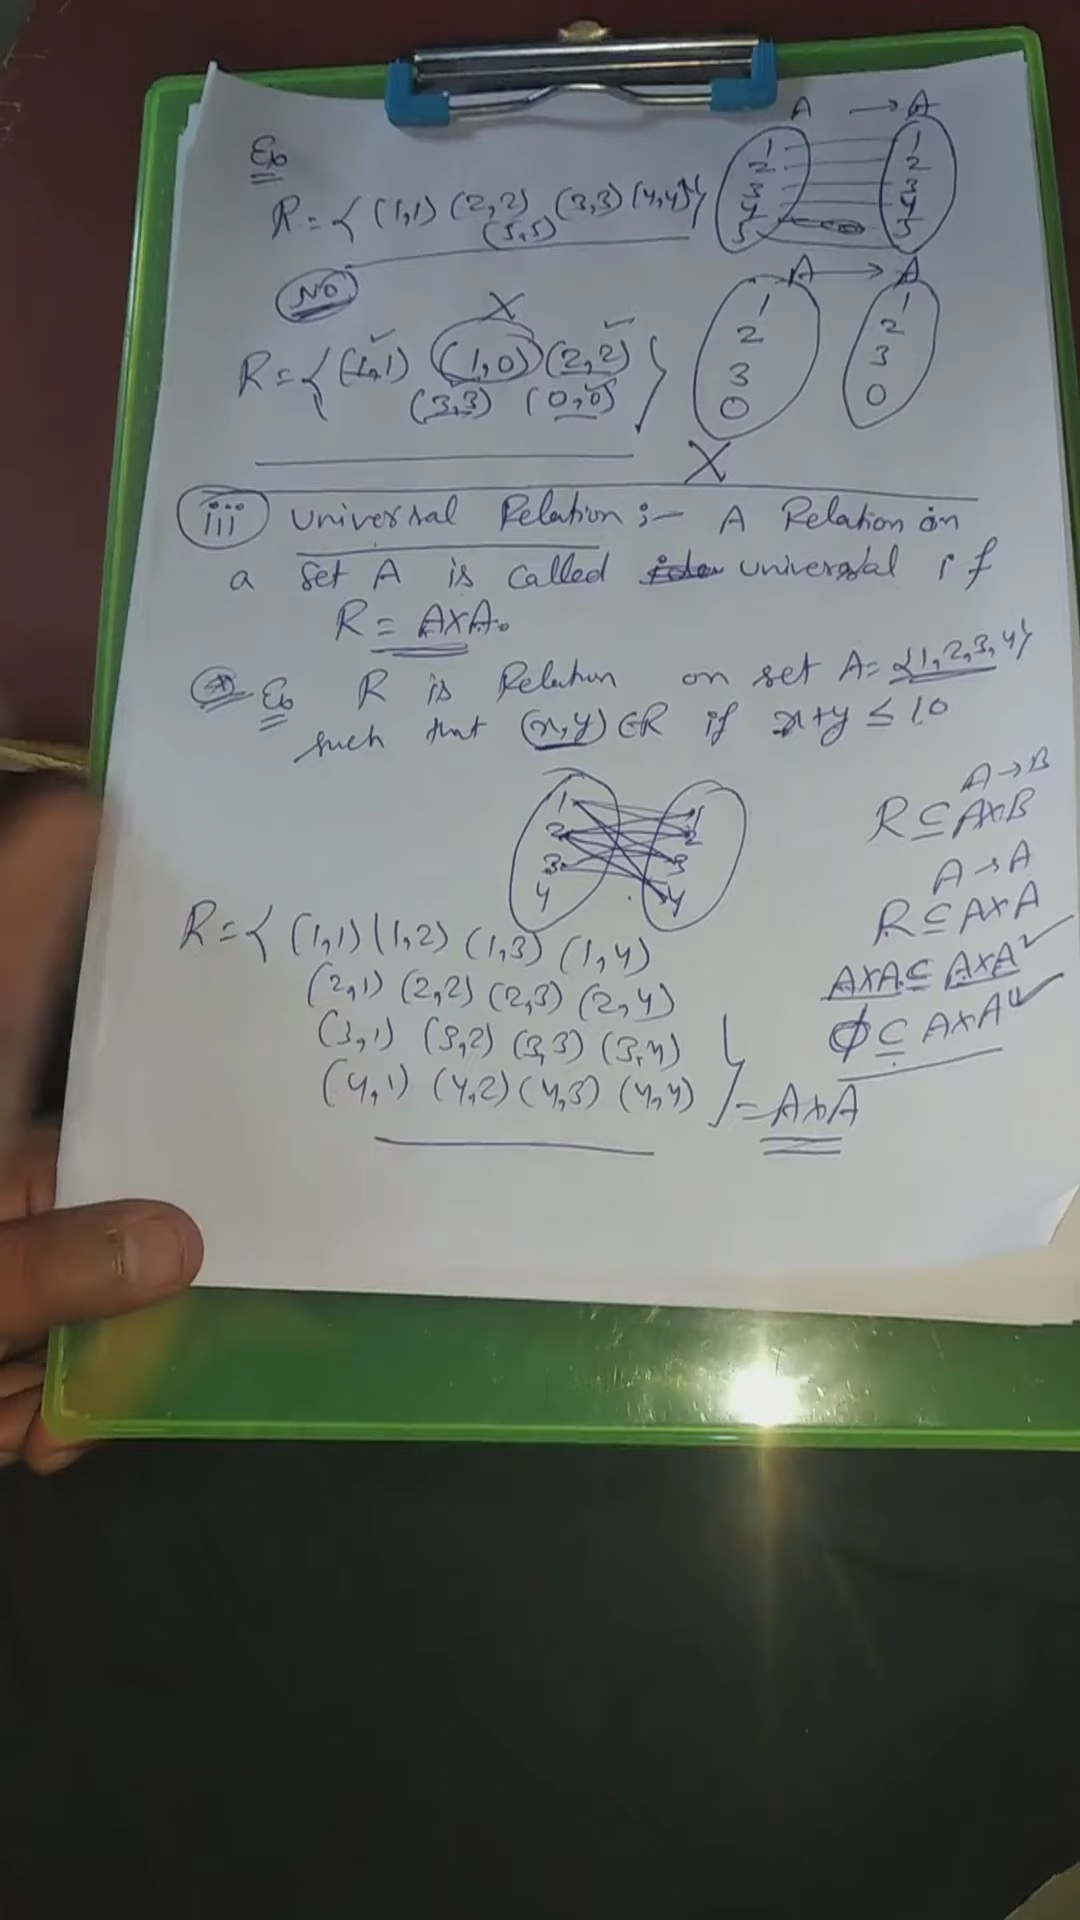 Ex
R = { (1,1) (2,2) (3,3) (4,4) }
(5,5)
A → A
1 1
2 2
3 3
4 4
5 5
NO
X
R = { (1,1) (1,0) (2,2)
(3,3) (0,0) }
A → A
1 1
2 2
3 3
0 0
X
iii Universal Relation :- A Relation on
a set A is called universal if
R = A×A.
Ex R is Relation on set A = {1,2,3,4}
such that (x,y) ∈ R if x+y ≤ 10
1 1
2 2
3 3
4 4
A → B
R ⊆ A×B
A → A
R ⊆ A×A
A×A ⊆ A×A ✓
ϕ ⊆ A×A ✓
R = { (1,1) (1,2) (1,3) (1,4)
(2,1) (2,2) (2,3) (2,4)
(3,1) (3,2) (3,3) (3,4)
(4,1) (4,2) (4,3) (4,4) } = A×A